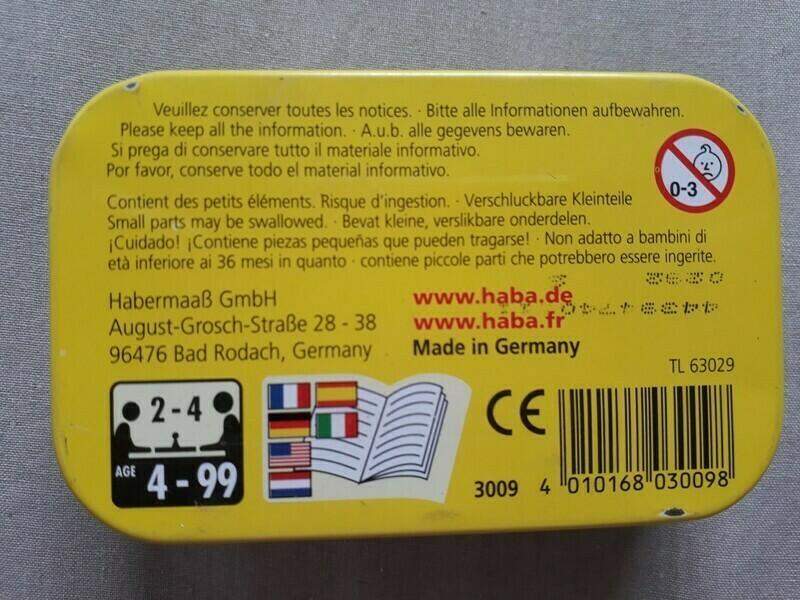 Veuillez conserver toutes les notices. · Bitte alle Informationen aufbewahren.
Please keep all the information. · A.u.b. alle gegevens bewaren.
Si prega di conservare tutto il materiale informativo.
Por favor, conserve todo el material informativo.
0-3
Contient des petits éléments. Risque d'ingestion. · Verschluckbare Kleinteile
Small parts may be swallowed. · Bevat kleine, verslikbare onderdelen.
¡Cuidado! ¡Contiene piezas pequeñas que pueden tragarse! · Non adatto a bambini di
età inferiore ai 36 mesi in quanto · contiene piccole parti che potrebbero essere ingerite.
Habermaaß GmbH
August-Grosch-Straße 28 - 38
96476 Bad Rodach, Germany
www.haba.de
www.haba.fr
Made in Germany
TL 63029
2 - 4
AGE 4 - 99
CE
3009 4 010168 030098